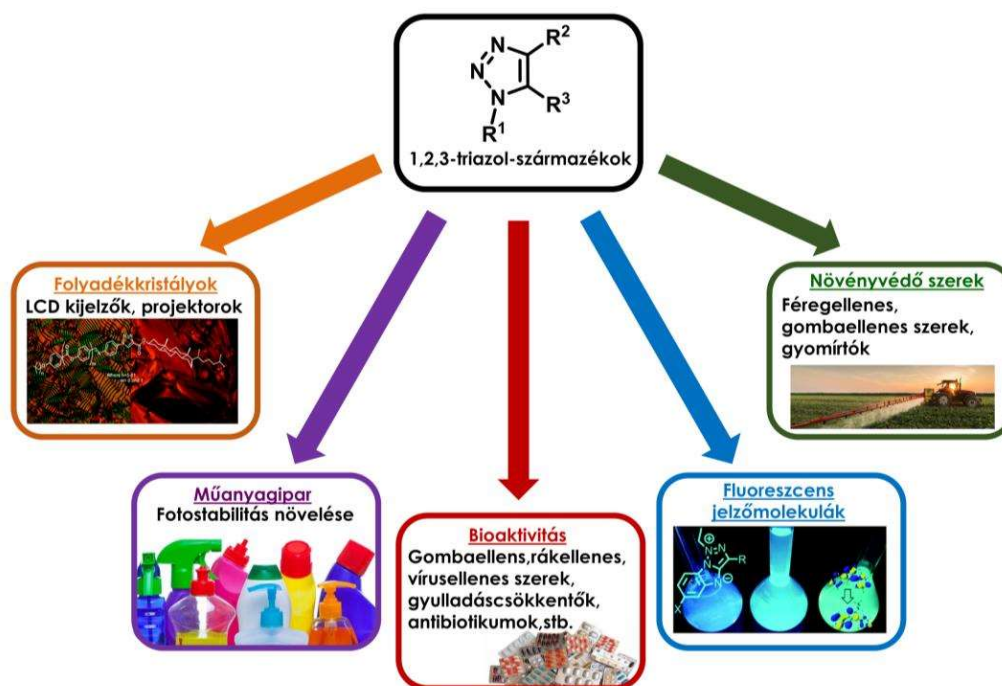 N
N
N
R²
R³
R¹
1,2,3-triazol-származékok
Folyadékkristályok
LCD kijelzők, projektorok
Növényvédő szerek
Féregellenes,
gombaellenes szerek,
gyomírtók
Műanyagipar
Fotostabilitás növelése
Bioaktivitás
Gombaellens,rákellenes,
vírusellenes szerek,
gyulladáscsökkentők,
antibiotikumok,stb.
Fluoreszcens
jelzőmolekulák
N
R
X